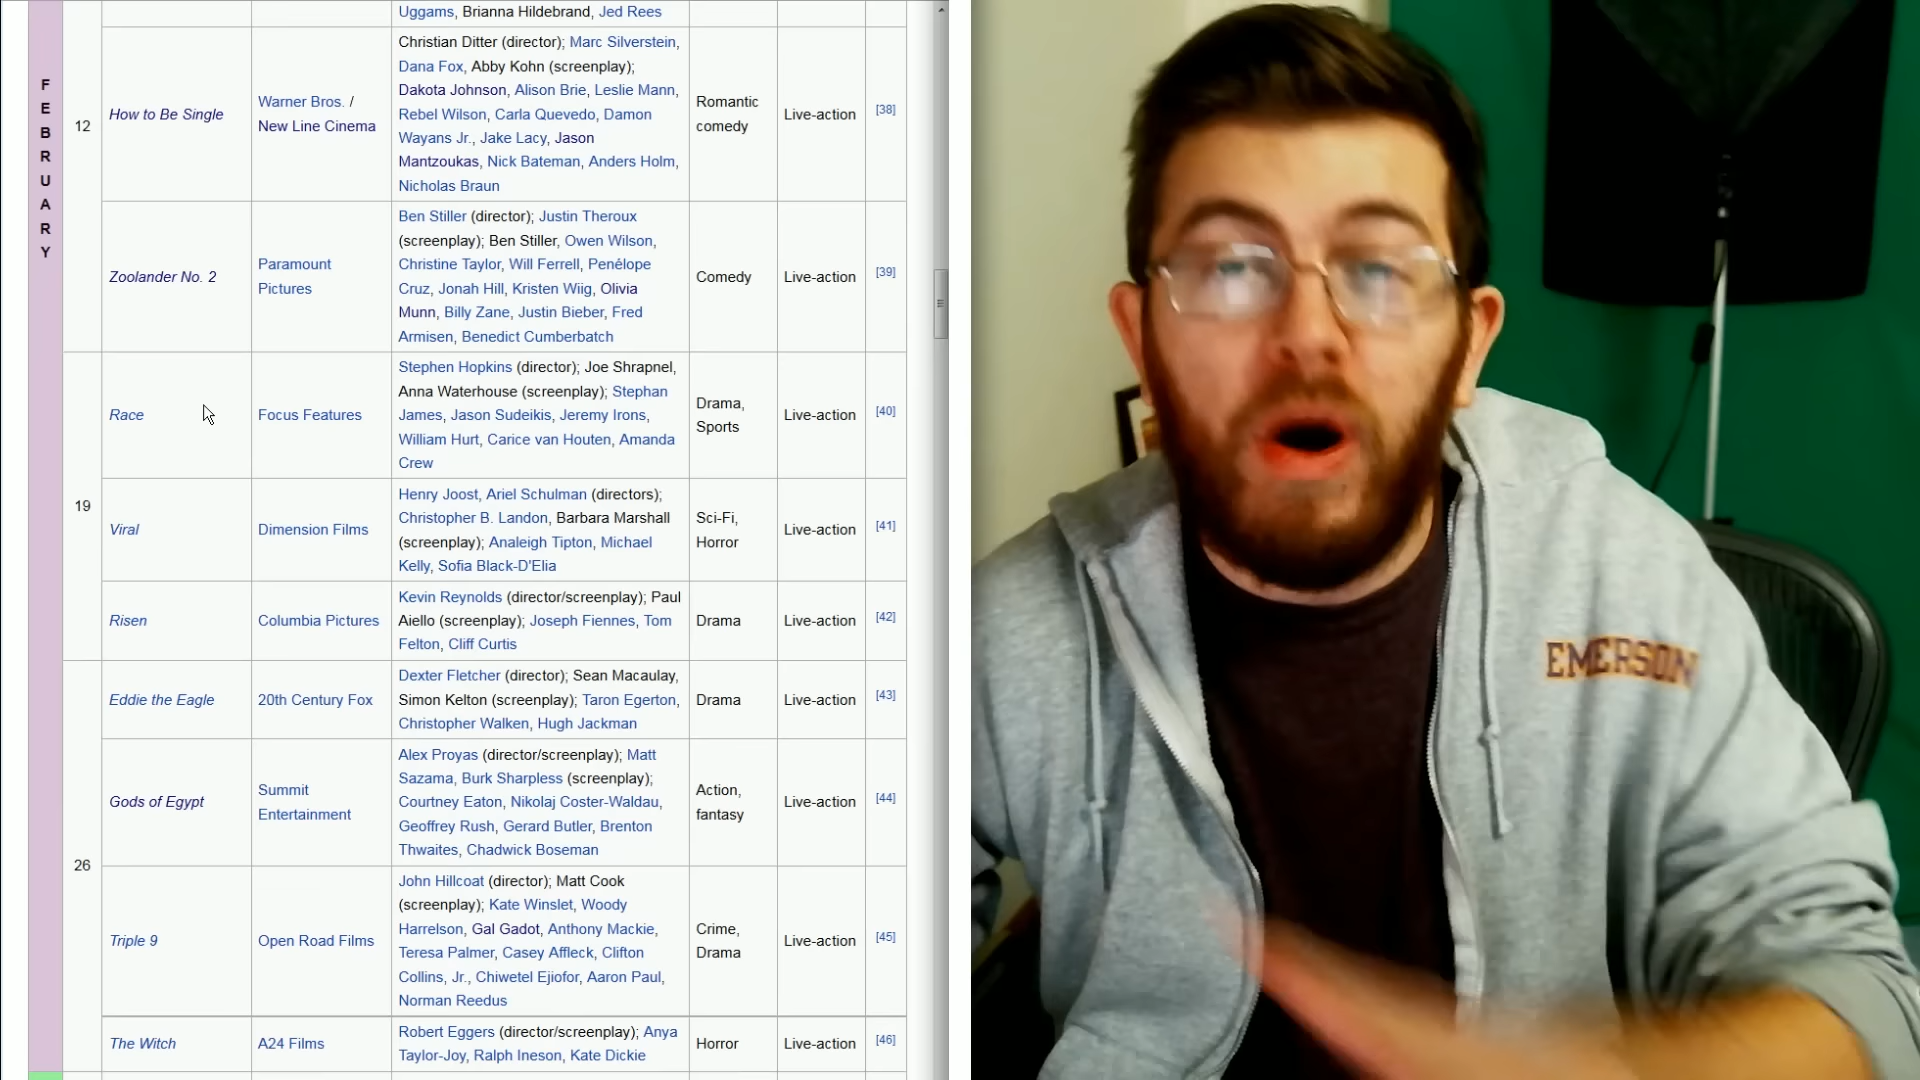 Uggams, Brianna Hildebrand, Jed Rees
F
E
B
R
U
A
R
Y
12
How to Be Single
Warner Bros. /
New Line Cinema
Christian Ditter (director); Marc Silverstein,
Dana Fox, Abby Kohn (screenplay);
Dakota Johnson, Alison Brie, Leslie Mann,
Rebel Wilson, Carla Quevedo, Damon
Wayans Jr., Jake Lacy, Jason
Mantzoukas, Nick Bateman, Anders Holm,
Nicholas Braun
Romantic
comedy
Live-action
[38]
Zoolander No. 2
Paramount
Pictures
Ben Stiller (director); Justin Theroux
(screenplay); Ben Stiller, Owen Wilson,
Christine Taylor, Will Ferrell, Penélope
Cruz, Jonah Hill, Kristen Wiig, Olivia
Munn, Billy Zane, Justin Bieber, Fred
Armisen, Benedict Cumberbatch
Comedy
Live-action
[39]
19
Race
Focus Features
Stephen Hopkins (director); Joe Shrapnel,
Anna Waterhouse (screenplay); Stephan
James, Jason Sudeikis, Jeremy Irons,
William Hurt, Carice van Houten, Amanda
Crew
Drama,
Sports
Live-action
[40]
Viral
Dimension Films
Henry Joost, Ariel Schulman (directors);
Christopher B. Landon, Barbara Marshall
(screenplay); Analeigh Tipton, Michael
Kelly, Sofia Black-D'Elia
Sci-Fi,
Horror
Live-action
[41]
Risen
Columbia Pictures
Kevin Reynolds (director/screenplay); Paul
Aiello (screenplay); Joseph Fiennes, Tom
Felton, Cliff Curtis
Drama
Live-action
[42]
26
Eddie the Eagle
20th Century Fox
Dexter Fletcher (director); Sean Macaulay,
Simon Kelton (screenplay); Taron Egerton,
Christopher Walken, Hugh Jackman
Drama
Live-action
[43]
Gods of Egypt
Summit
Entertainment
Alex Proyas (director/screenplay); Matt
Sazama, Burk Sharpless (screenplay);
Courtney Eaton, Nikolaj Coster-Waldau,
Geoffrey Rush, Gerard Butler, Brenton
Thwaites, Chadwick Boseman
Action,
fantasy
Live-action
[44]
Triple 9
Open Road Films
John Hillcoat (director); Matt Cook
(screenplay); Kate Winslet, Woody
Harrelson, Gal Gadot, Anthony Mackie,
Teresa Palmer, Casey Affleck, Clifton
Collins, Jr., Chiwetel Ejiofor, Aaron Paul,
Norman Reedus
Crime,
Drama
Live-action
[45]
The Witch
A24 Films
Robert Eggers (director/screenplay); Anya
Taylor-Joy, Ralph Ineson, Kate Dickie
Horror
Live-action
[46]
EMERSON